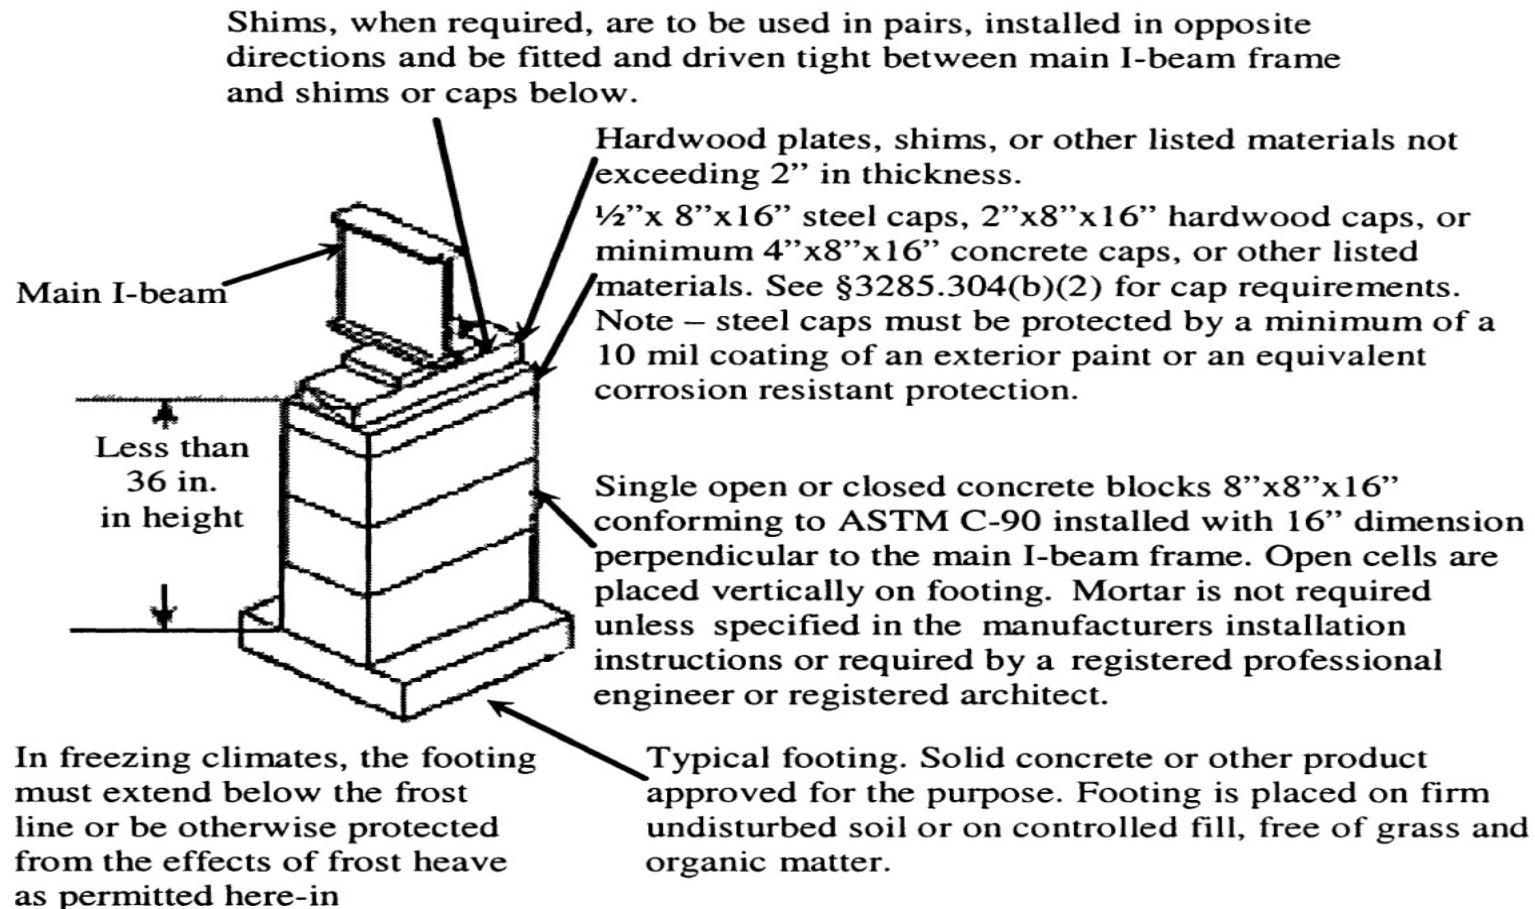 Shims, when required, are to be used in pairs, installed in opposite
directions and be fitted and driven tight between main I-beam frame
and shims or caps below.
Hardwood plates, shims, or other listed materials not
exceeding 2” in thickness.
½”x 8”x16” steel caps, 2”x8”x16” hardwood caps, or
minimum 4”x8”x16” concrete caps, or other listed
materials. See §3285.304(b)(2) for cap requirements.
Note – steel caps must be protected by a minimum of a
10 mil coating of an exterior paint or an equivalent
corrosion resistant protection.
Main I-beam
Less than
36 in.
in height
Single open or closed concrete blocks 8”x8”x16”
conforming to ASTM C-90 installed with 16” dimension
perpendicular to the main I-beam frame. Open cells are
placed vertically on footing. Mortar is not required
unless specified in the manufacturers installation
instructions or required by a registered professional
engineer or registered architect.
In freezing climates, the footing
must extend below the frost
line or be otherwise protected
from the effects of frost heave
as permitted here-in
Typical footing. Solid concrete or other product
approved for the purpose. Footing is placed on firm
undisturbed soil or on controlled fill, free of grass and
organic matter.